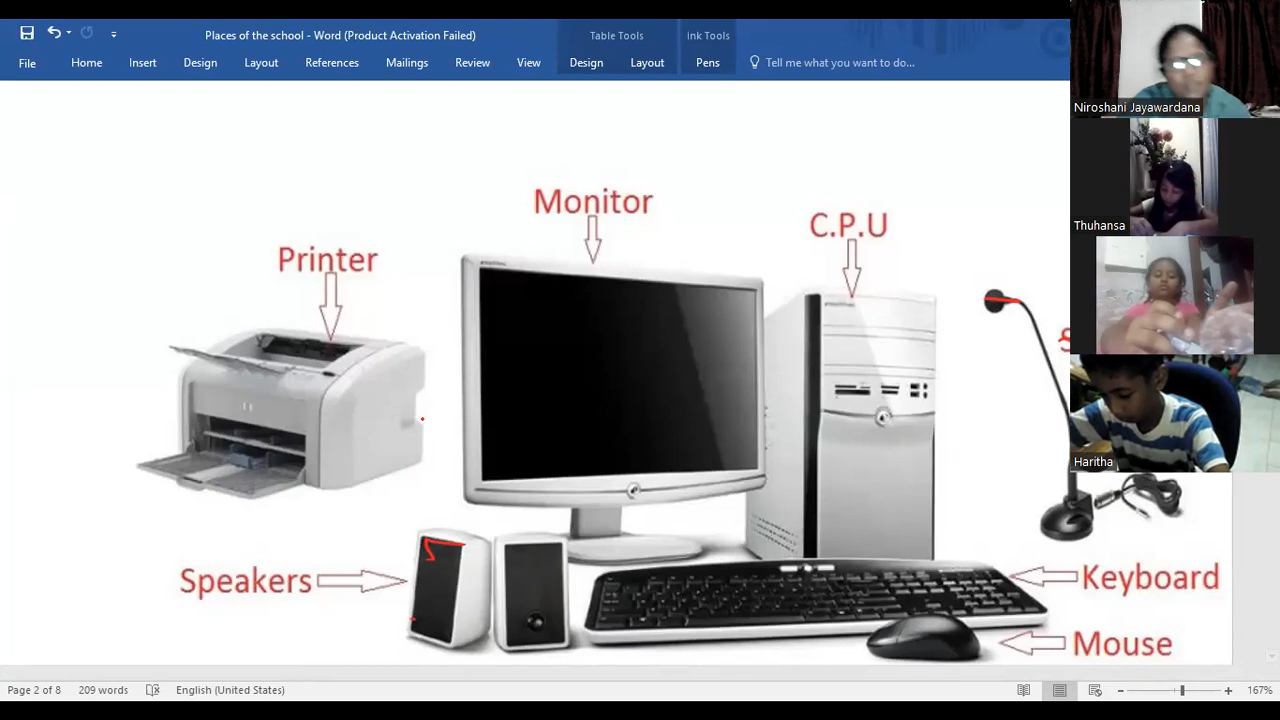 Places of the school - Word (Product Activation Failed)
Table Tools
Ink Tools
File
Home
Insert
Design
Layout
References
Mailings
Review
View
Design
Layout
Pens
Tell me what you want to do...
Niroshani Jayawardana
Thuhansa
Haritha
Monitor
C.P.U
Printer
Speakers
Keyboard
Mouse
Page 2 of 8
209 words
English (United States)
167%